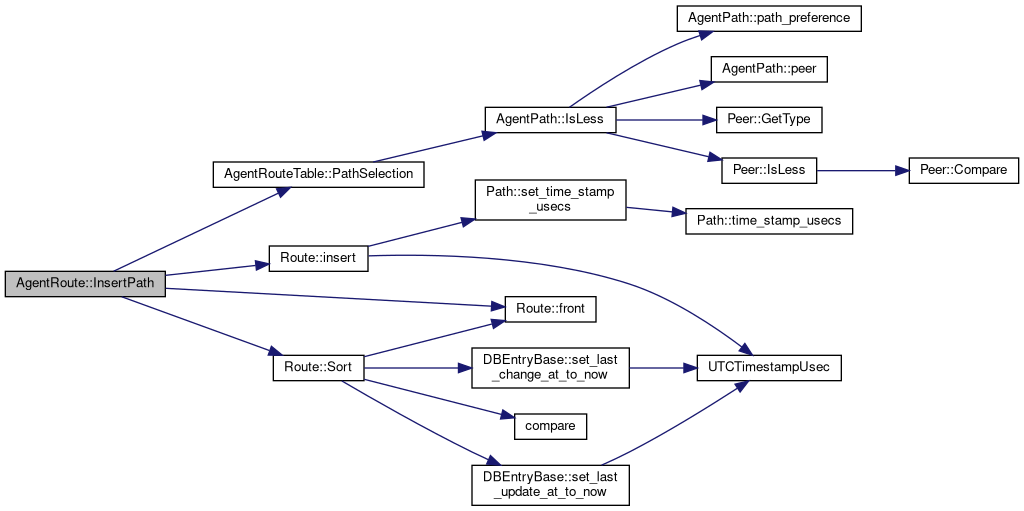 AgentPath::path_preference
AgentPath::peer
AgentPath::IsLess
Peer::GetType
Peer::IsLess
Peer::Compare
AgentRouteTable::PathSelection
Path::set_time_stamp
_usecs
Path::time_stamp_usecs
Route::insert
AgentRoute::InsertPath
Route::front
Route::Sort
DBEntryBase::set_last
_change_at_to_now
UTCTimestampUsec
compare
DBEntryBase::set_last
_update_at_to_now